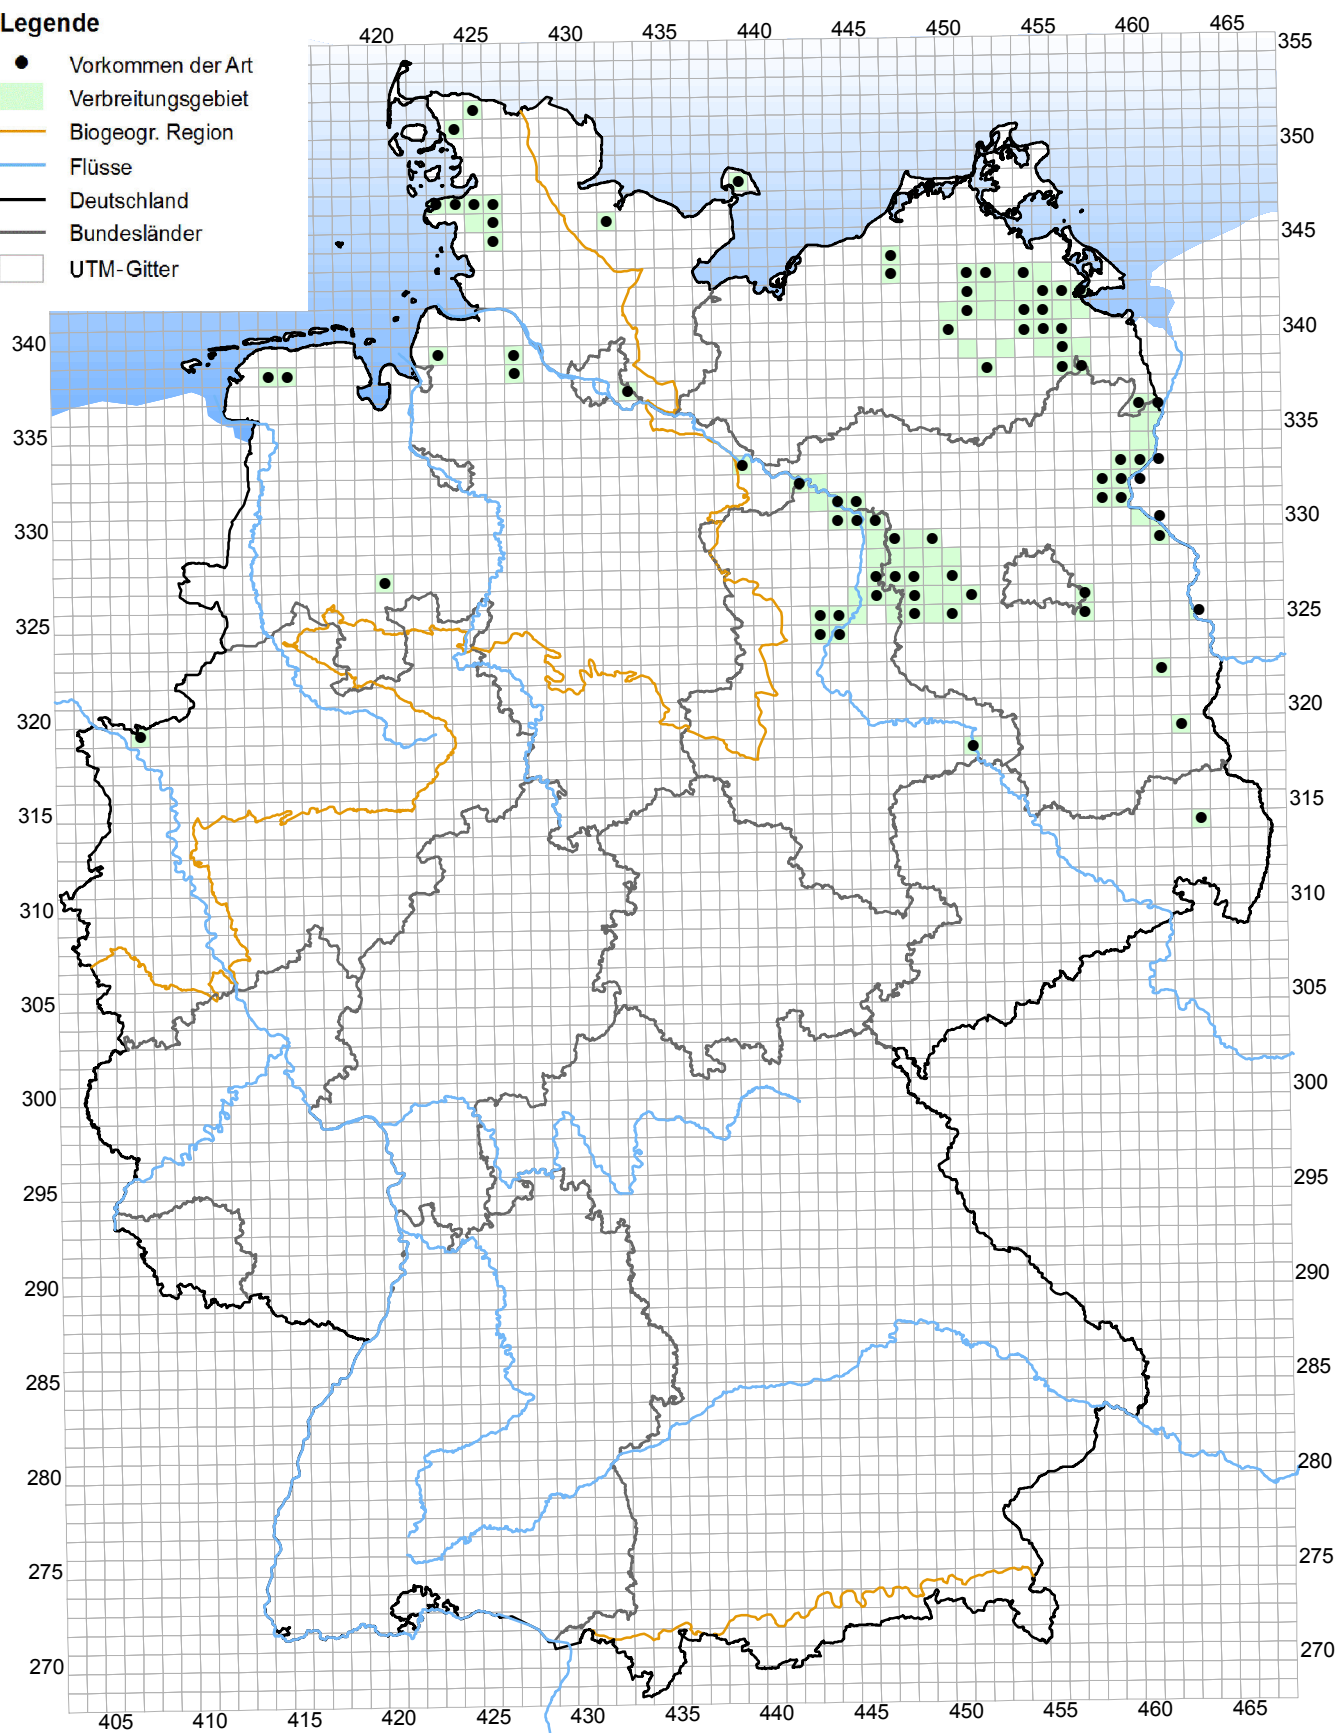 Legende
Vorkommen der Art
Verbreitungsgebiet
Biogeogr. Region
Flüsse
Deutschland
Bundesländer
UTM-Gitter
420 425 430 435 440 445 450 455 460 465
355
350
345
340 340
335 335
330 330
325 325
320 320
315 315
310 310
305 305
300 300
295 295
290 290
285 285
280 280
275 275
270 270
405 410 415 420 425 430 435 440 445 450 455 460 465